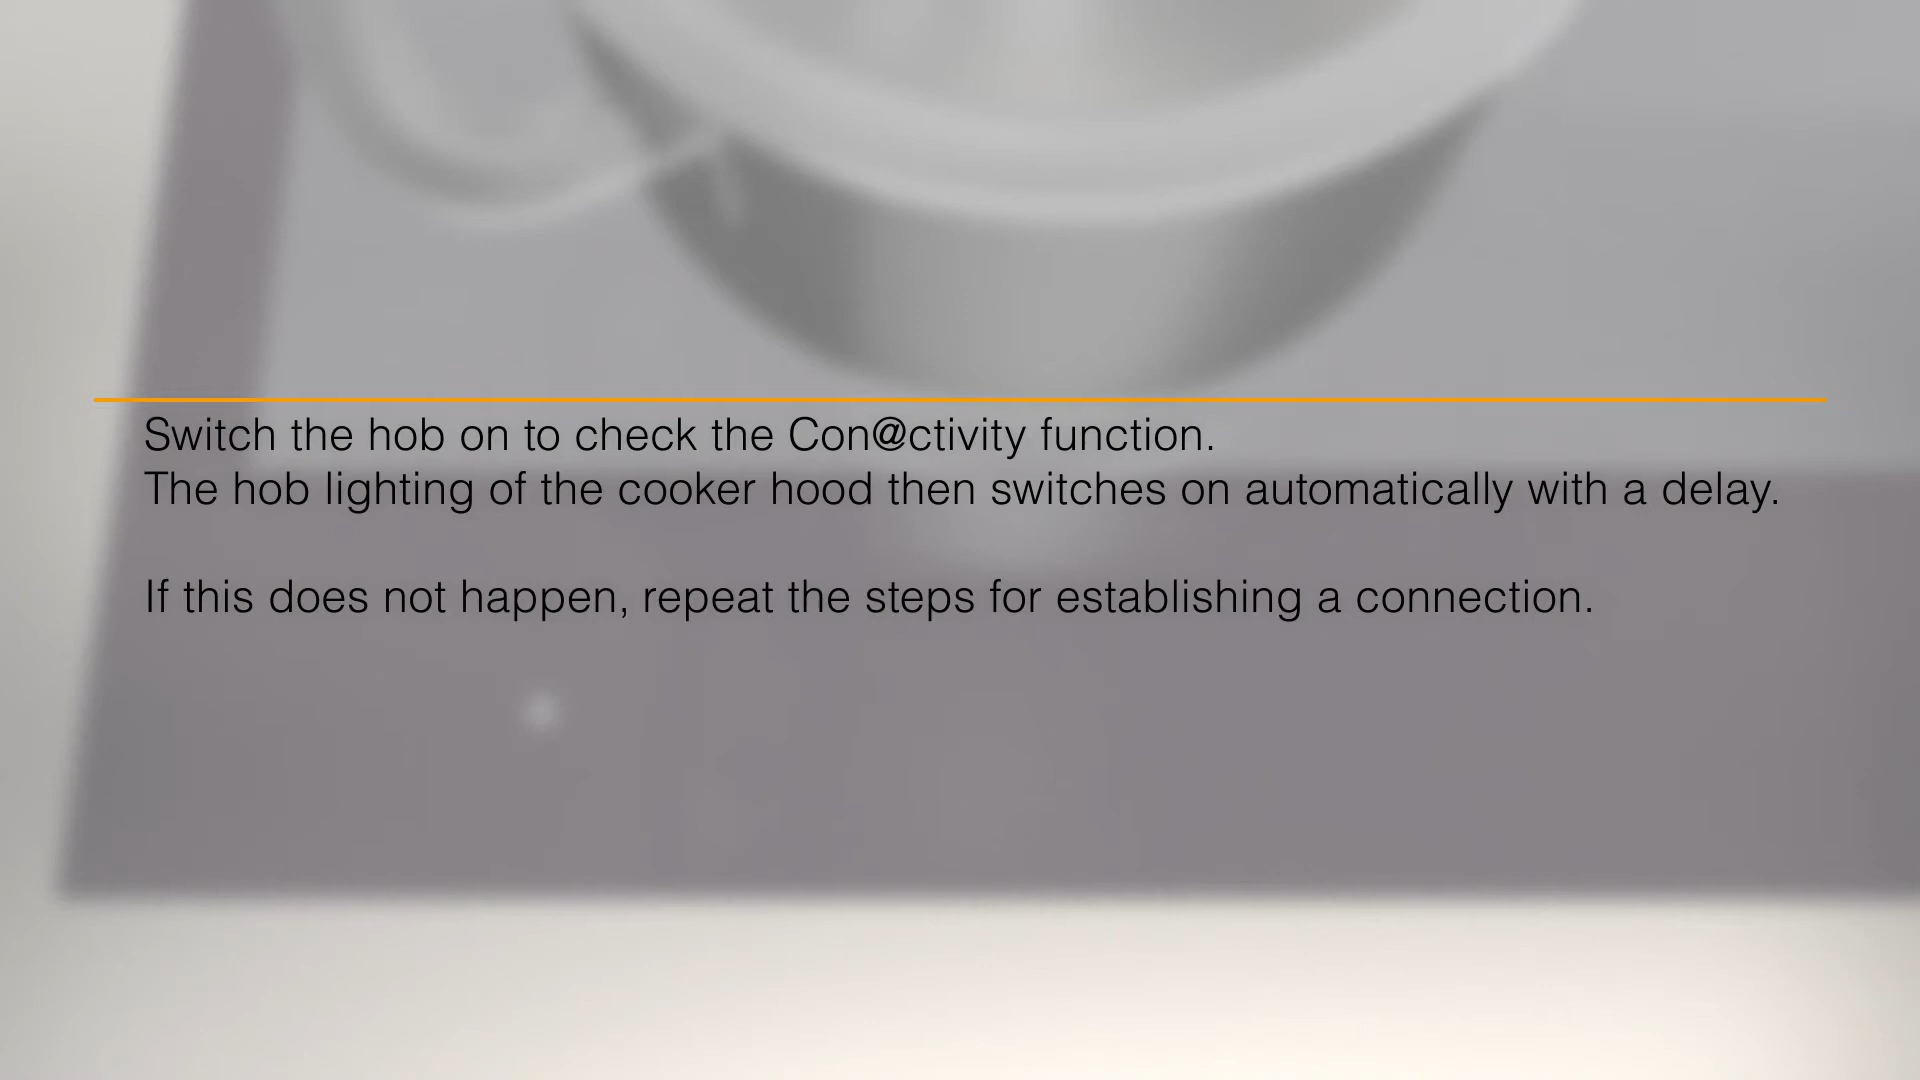 Switch the hob on to check the Con@ctivity function.
The hob lighting of the cooker hood then switches on automatically with a delay.
If this does not happen, repeat the steps for establishing a connection.